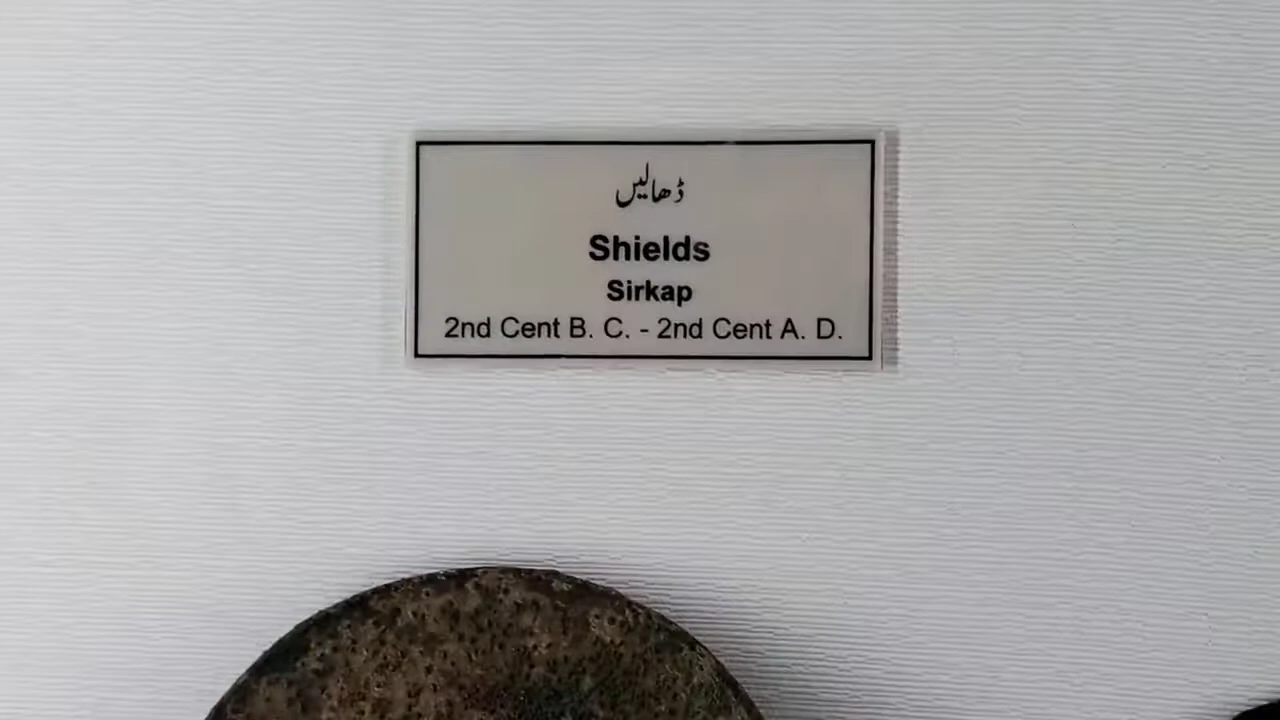 ڈھالیں
Shields
Sirkap
2nd Cent B. C. - 2nd Cent A. D.